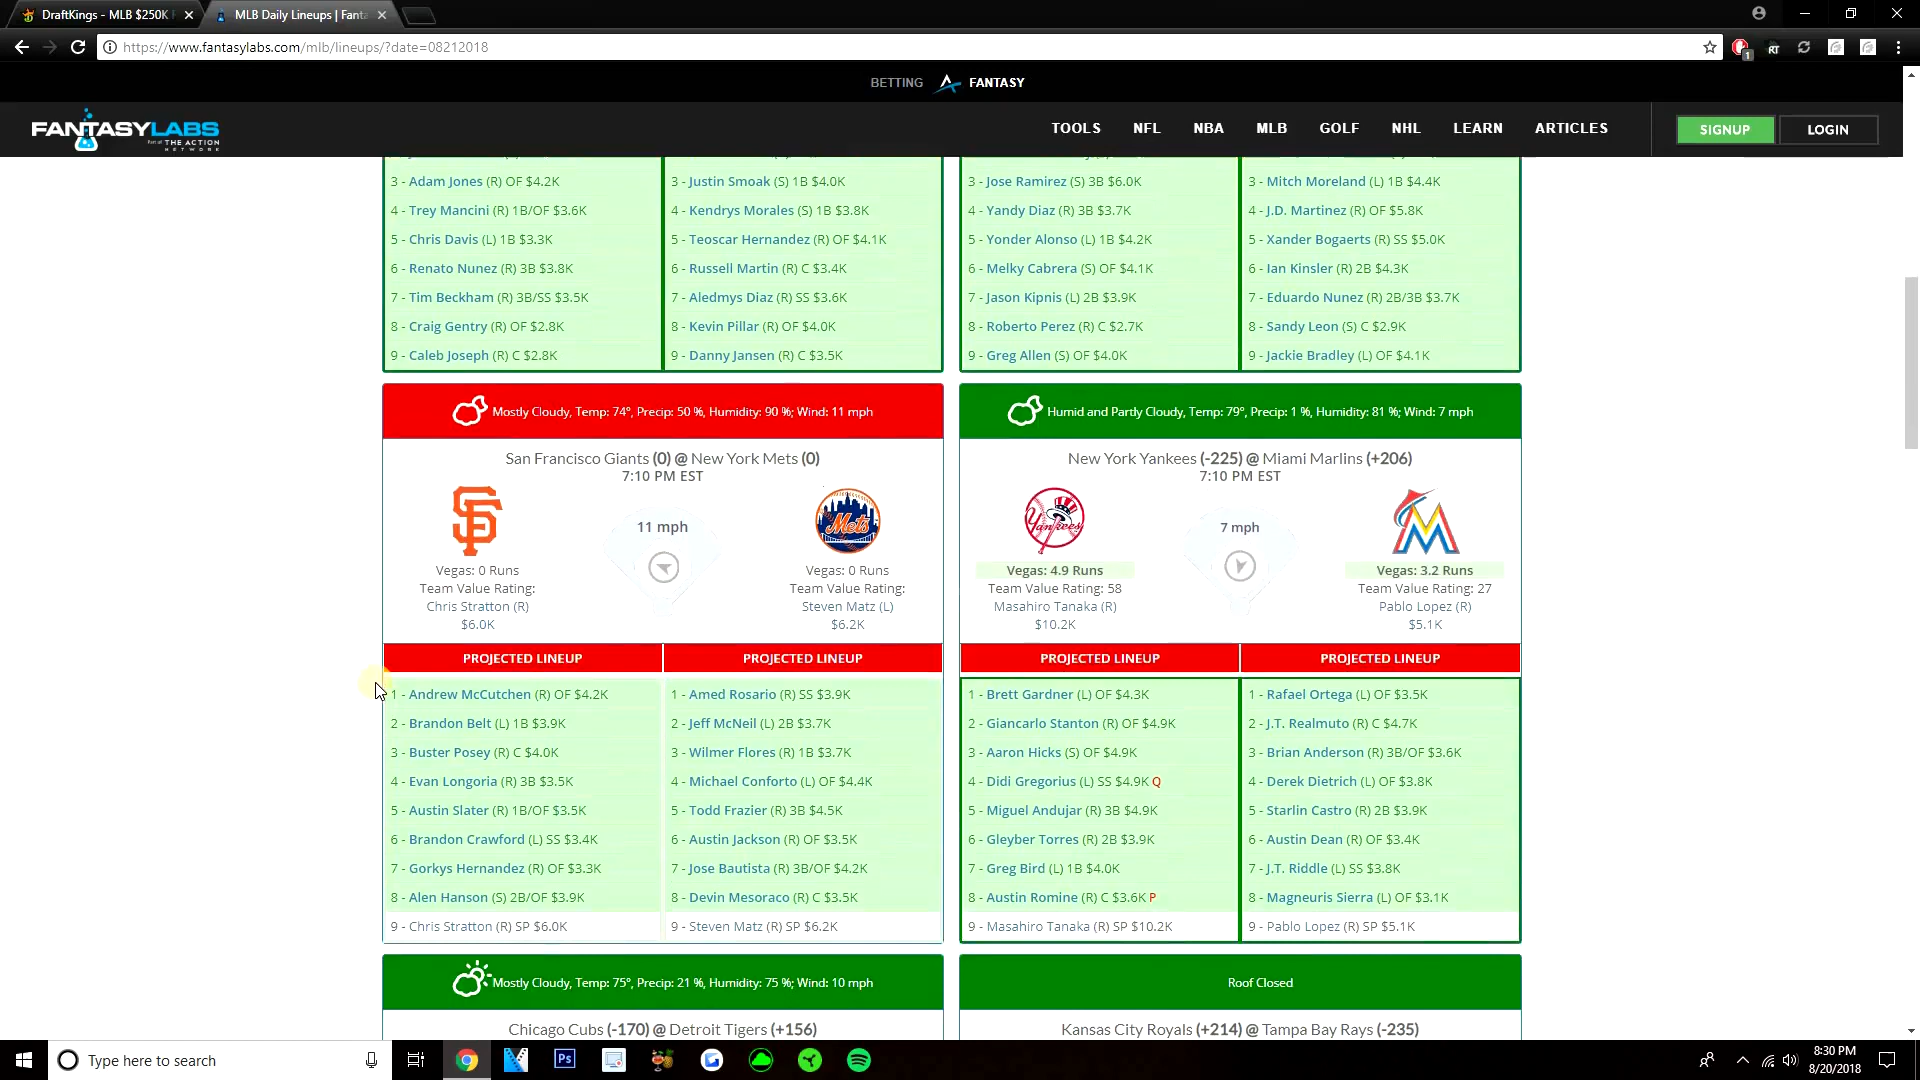 DraftKings - MLB $250K
MLB Daily Lineups | Fanta
https://www.fantasylabs.com/mlb/lineups/?date=08212018
1
RT
BETTING
FANTASY
FANTASYLABS
Part of THE ACTION NETWORK
TOOLS
NFL
NBA
MLB
GOLF
NHL
LEARN
ARTICLES
SIGNUP
LOGIN
3 - Adam Jones (R) OF $4.2K
4 - Trey Mancini (R) 1B/OF $3.6K
5 - Chris Davis (L) 1B $3.3K
6 - Renato Nunez (R) 3B $3.8K
7 - Tim Beckham (R) 3B/SS $3.5K
8 - Craig Gentry (R) OF $2.8K
9 - Caleb Joseph (R) C $2.8K
3 - Justin Smoak (S) 1B $4.0K
4 - Kendrys Morales (S) 1B $3.8K
5 - Teoscar Hernandez (R) OF $4.1K
6 - Russell Martin (R) C $3.4K
7 - Aledmys Diaz (R) SS $3.6K
8 - Kevin Pillar (R) OF $4.0K
9 - Danny Jansen (R) C $3.5K
3 - Jose Ramirez (S) 3B $6.0K
4 - Yandy Diaz (R) 3B $3.7K
5 - Yonder Alonso (L) 1B $4.2K
6 - Melky Cabrera (S) OF $4.1K
7 - Jason Kipnis (L) 2B $3.9K
8 - Roberto Perez (R) C $2.7K
9 - Greg Allen (S) OF $4.0K
3 - Mitch Moreland (L) 1B $4.4K
4 - J.D. Martinez (R) OF $5.8K
5 - Xander Bogaerts (R) SS $5.0K
6 - Ian Kinsler (R) 2B $4.3K
7 - Eduardo Nunez (R) 2B/3B $3.7K
8 - Sandy Leon (S) C $2.9K
9 - Jackie Bradley (L) OF $4.1K
Mostly Cloudy, Temp: 74º, Precip: 50 %, Humidity: 90 %; Wind: 11 mph
San Francisco Giants (0) @ New York Mets (0)
7:10 PM EST
SF
11 mph
Mets
Vegas: 0 Runs
Team Value Rating:
Chris Stratton (R)
$6.0K
Vegas: 0 Runs
Team Value Rating:
Steven Matz (L)
$6.2K
PROJECTED LINEUP
PROJECTED LINEUP
1 - Andrew McCutchen (R) OF $4.2K
2 - Brandon Belt (L) 1B $3.9K
3 - Buster Posey (R) C $4.0K
4 - Evan Longoria (R) 3B $3.5K
5 - Austin Slater (R) 1B/OF $3.5K
6 - Brandon Crawford (L) SS $3.4K
7 - Gorkys Hernandez (R) OF $3.3K
8 - Alen Hanson (S) 2B/OF $3.9K
9 - Chris Stratton (R) SP $6.0K
1 - Amed Rosario (R) SS $3.9K
2 - Jeff McNeil (L) 2B $3.7K
3 - Wilmer Flores (R) 1B $3.7K
4 - Michael Conforto (L) OF $4.4K
5 - Todd Frazier (R) 3B $4.5K
6 - Austin Jackson (R) OF $3.5K
7 - Jose Bautista (R) 3B/OF $4.2K
8 - Devin Mesoraco (R) C $3.5K
9 - Steven Matz (R) SP $6.2K
Humid and Partly Cloudy, Temp: 79º, Precip: 1 %, Humidity: 81 %; Wind: 7 mph
New York Yankees (-225) @ Miami Marlins (+206)
7:10 PM EST
Yankees
7 mph
M
Vegas: 4.9 Runs
Team Value Rating: 58
Masahiro Tanaka (R)
$10.2K
Vegas: 3.2 Runs
Team Value Rating: 27
Pablo Lopez (R)
$5.1K
PROJECTED LINEUP
PROJECTED LINEUP
1 - Brett Gardner (L) OF $4.3K
2 - Giancarlo Stanton (R) OF $4.9K
3 - Aaron Hicks (S) OF $4.9K
4 - Didi Gregorius (L) SS $4.9K Q
5 - Miguel Andujar (R) 3B $4.9K
6 - Gleyber Torres (R) 2B $3.9K
7 - Greg Bird (L) 1B $4.0K
8 - Austin Romine (R) C $3.6K P
9 - Masahiro Tanaka (R) SP $10.2K
1 - Rafael Ortega (L) OF $3.5K
2 - J.T. Realmuto (R) C $4.7K
3 - Brian Anderson (R) 3B/OF $3.6K
4 - Derek Dietrich (L) OF $3.8K
5 - Starlin Castro (R) 2B $3.9K
6 - Austin Dean (R) OF $3.4K
7 - J.T. Riddle (L) SS $3.8K
8 - Magneuris Sierra (L) OF $3.1K
9 - Pablo Lopez (R) SP $5.1K
Mostly Cloudy, Temp: 75º, Precip: 21 %, Humidity: 75 %; Wind: 10 mph
Chicago Cubs (-170) @ Detroit Tigers (+156)
Roof Closed
Kansas City Royals (+214) @ Tampa Bay Rays (-235)
Type here to search
Ps
8:30 PM
8/20/2018